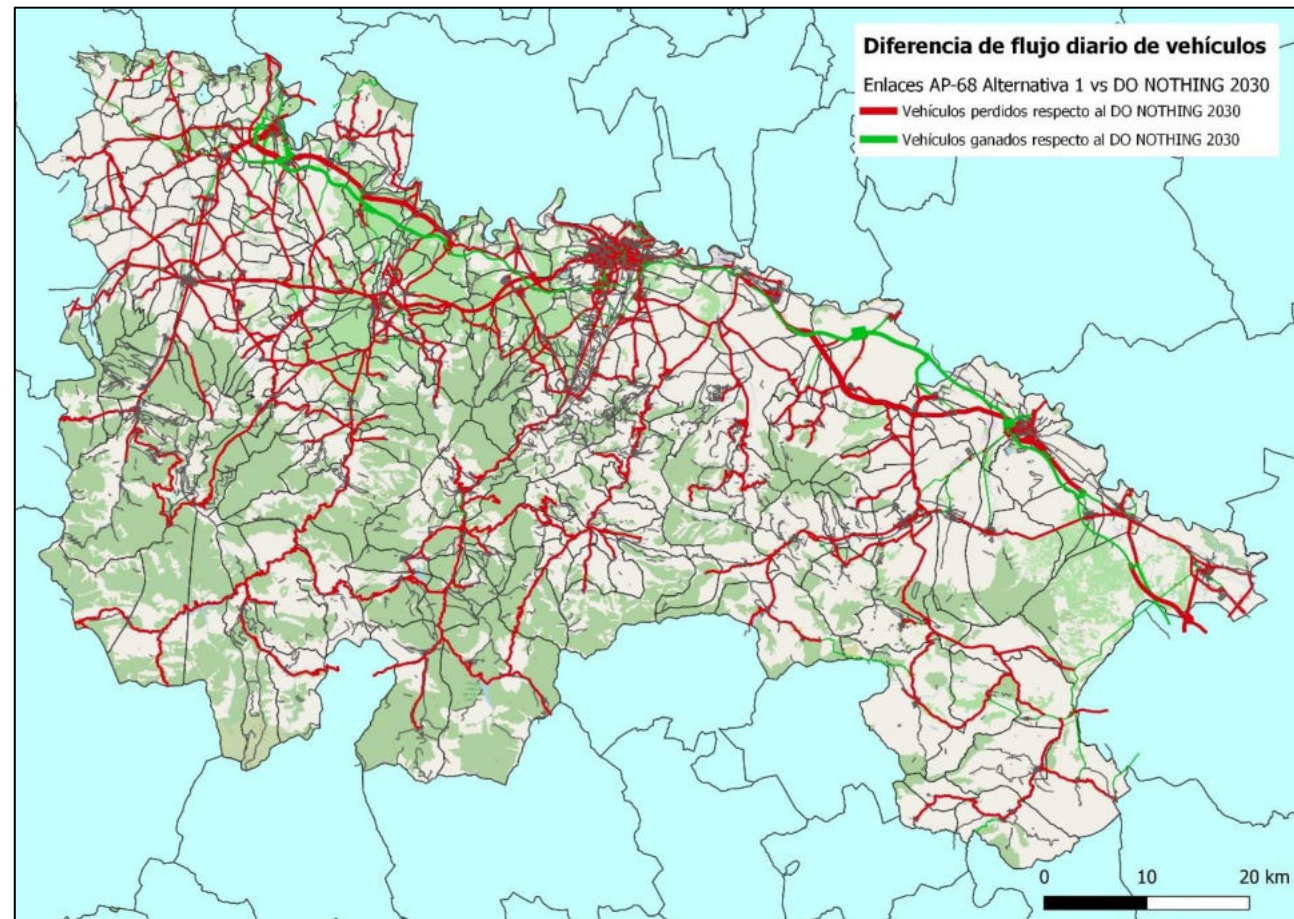 Diferencia de flujo diario de vehículos
Enlaces AP-68 Alternativa 1 vs DO NOTHING 2030
Vehículos perdidos respecto al DO NOTHING 2030
Vehículos ganados respecto al DO NOTHING 2030
0 10 20 km